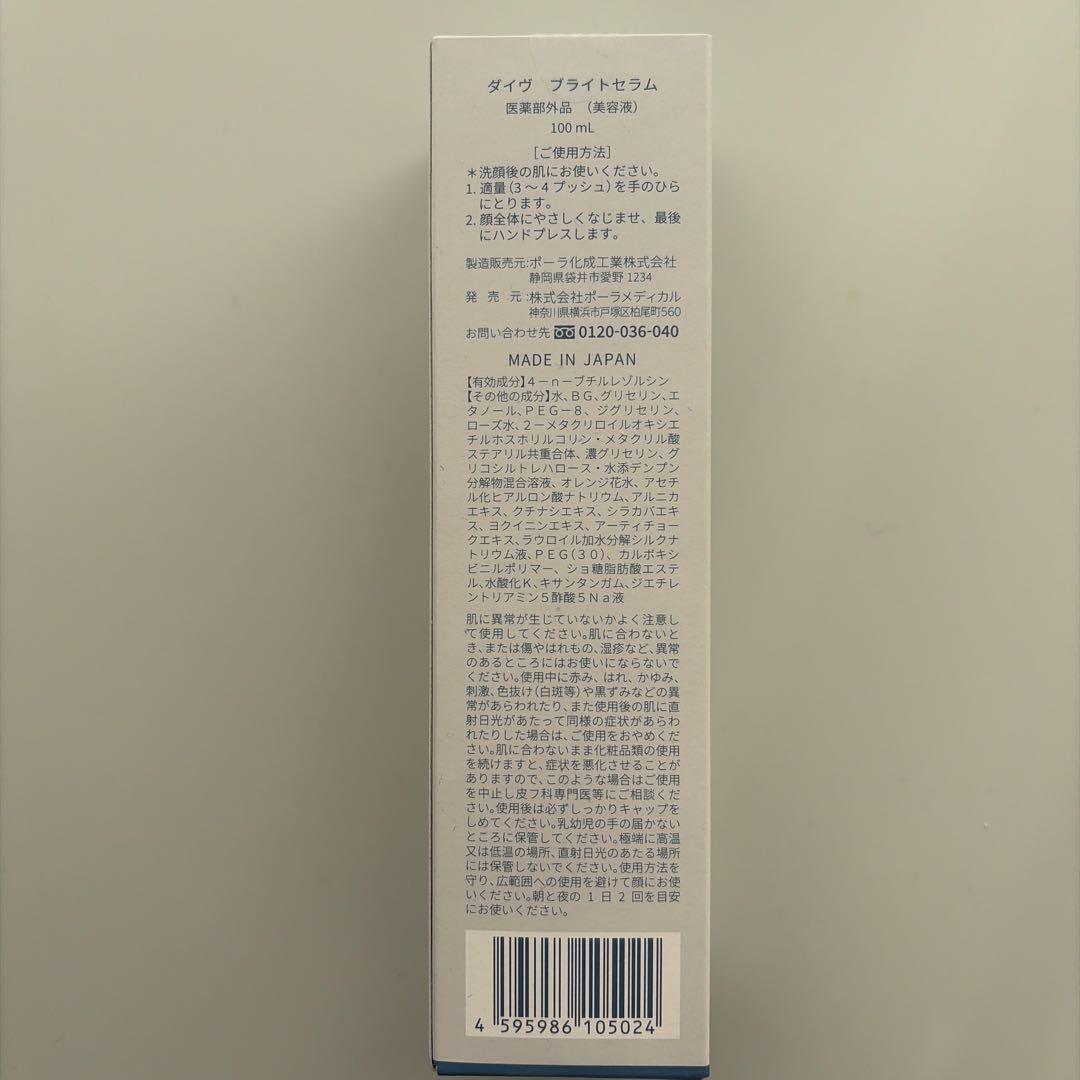 ダイヴ　ブライトセラム
医薬部外品　（美容液）
100 mL
［ご使用方法］
＊洗顔後の肌にお使いください。
1. 適量（3～4プッシュ）を手のひら
にとります。
2. 顔全体にやさしくなじませ、最後
にハンドプレスします。
製造販売元：ポーラ化成工業株式会社
静岡県袋井市愛野 1234
発　売　元：株式会社ポーラメディカル
神奈川県横浜市戸塚区柏尾町560
お問い合わせ先 0120-036-040
MADE IN JAPAN
【有効成分】４－ｎ－ブチルレゾルシン
【その他の成分】水、ＢＧ、グリセリン、エ
タノール、ＰＥＧ－８、ジグリセリン、
ローズ水、２－メタクリロイルオキシエ
チルホスホリルコリン・メタクリル酸
ステアリル共重合体、濃グリセリン、グ
リコシルトレハロース・水添デンプン
分解物混合溶液、オレンジ花水、アセチ
ル化ヒアルロン酸ナトリウム、アルニカ
エキス、クチナシエキス、シラカバエキ
ス、ヨクイニンエキス、アーティチョー
クエキス、ラウロイル加水分解シルクナ
トリウム液、ＰＥＧ（３０）、カルボキシ
ビニルポリマー、ショ糖脂肪酸エステ
ル、水酸化Ｋ、キサンタンガム、ジエチレ
ントリアミン５酢酸５Ｎａ液
肌に異常が生じていないかよく注意し
て使用してください。肌に合わないと
き、または傷やはれもの、湿疹など、異常
のあるところにはお使いにならないで
ください。使用中に赤み、はれ、かゆみ、
刺激、色抜け（白斑等）や黒ずみなどの異
常があらわれたり、また使用後の肌に直
射日光があたって同様の症状があらわ
れたりした場合は、ご使用をおやめくだ
さい。肌に合わないまま化粧品類の使用
を続けますと、症状を悪化させることが
ありますので、このような場合はご使用
を中止し皮フ科専門医等にご相談くだ
さい。使用後は必ずしっかりキャップを
しめてください。乳幼児の手の届かない
ところに保管してください。極端に高温
又は低温の場所、直射日光のあたる場所
には保管しないでください。使用方法を
守り、広範囲への使用を避けて顔にお使
いください。朝と夜の１日２回を目安
にお使いください。
4 595986 105024